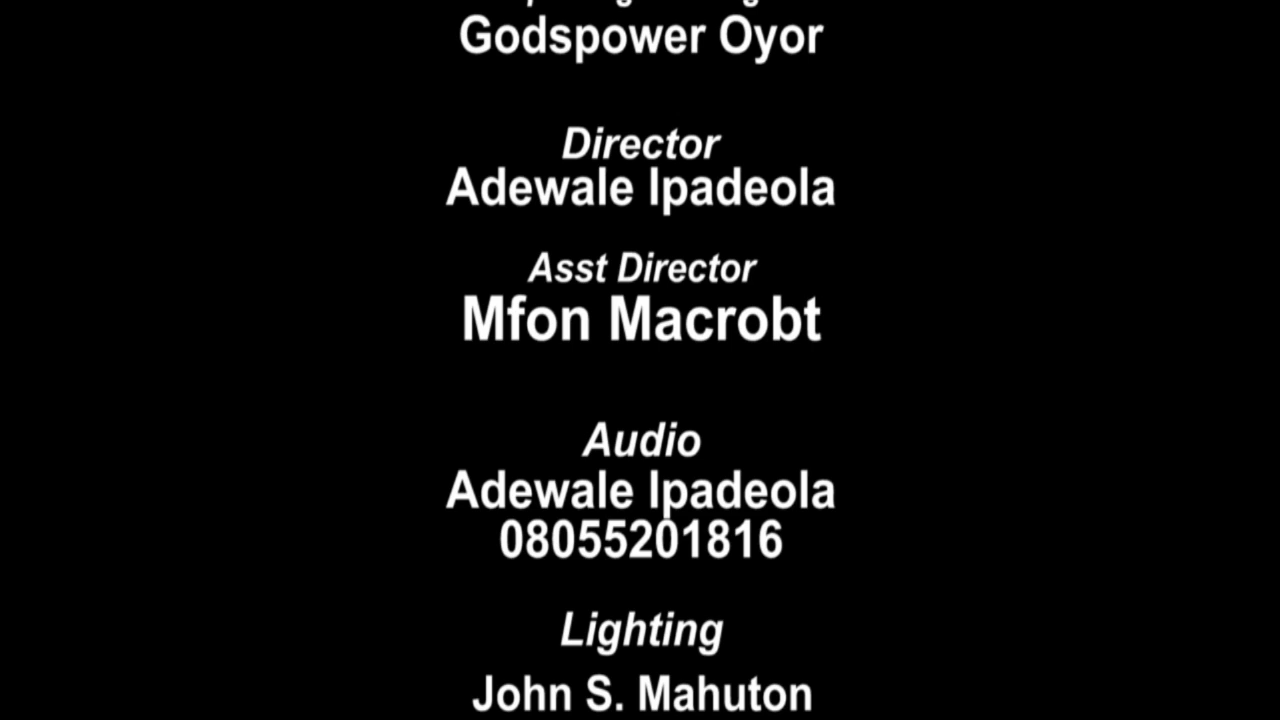 Godspower Oyor
Director
Adewale Ipadeola
Asst Director
Mfon Macrobt
Audio
Adewale Ipadeola
08055201816
Lighting
John S. Mahuton